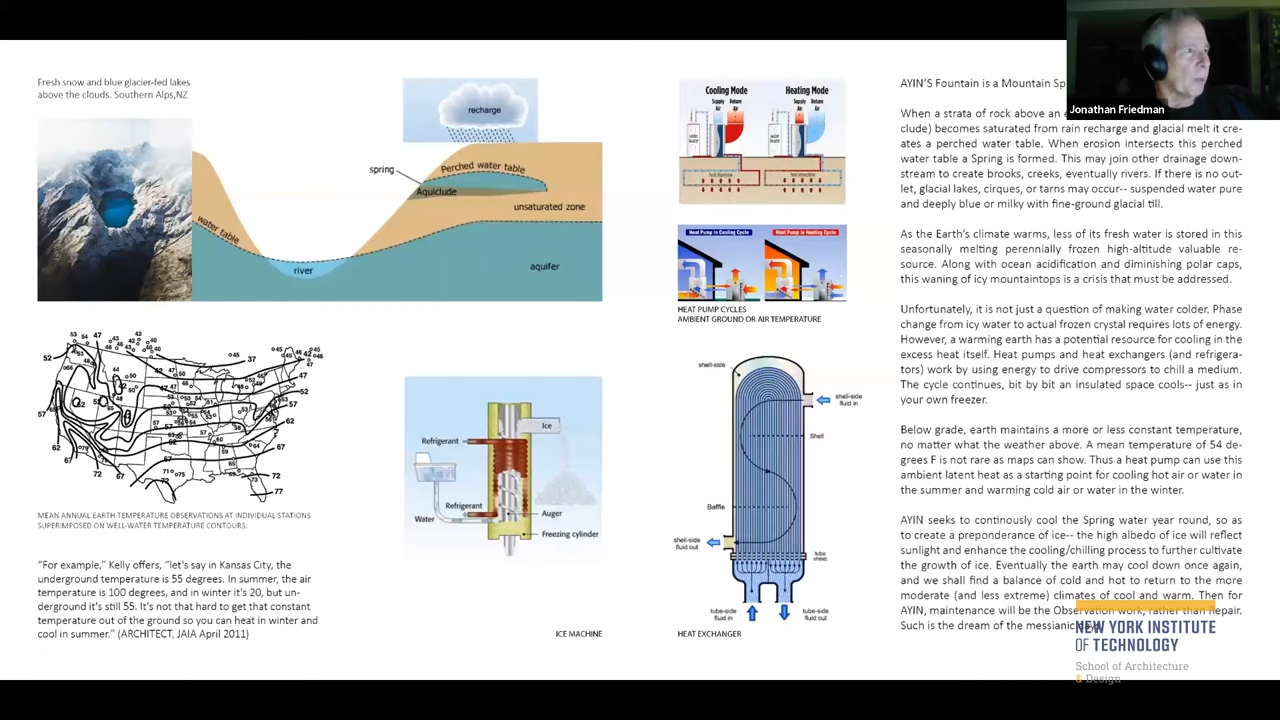 Fresh snow and blue glacier-fed lakes
above the clouds. Southern Alps,NZ
recharge
spring
Perched water table
Aquiclude
unsaturated zone
water table
river
aquifer
MEAN ANNUAL EARTH TEMPERATURE OBSERVATIONS AT INDIVIDUAL STATIONS
SUPERIMPOSED ON WELL-WATER TEMPERATURE CONTOURS.
"For example," Kelly offers, "let's say in Kansas City, the
underground temperature is 55 degrees. In summer, the air
temperature is 100 degrees, and in winter it's 20, but un-
derground it's still 55. It's not that hard to get that constant
temperature out of the ground so you can heat in winter and
cool in summer." (ARCHITECT, JAIA April 2011)
Ice
Refrigerant
Refrigerant
Water
Auger
Freezing cylinder
ICE MACHINE
Cooling Mode
Heating Mode
Supply Air
Return Air
Supply Air
Return Air
Heat Pump in Cooling Cycle
Heat Pump in Heating Cycle
HEAT PUMP CYCLES
AMBIENT GROUND OR AIR TEMPERATURE
shell-side
shell-side
fluid in
Shell
Baffle
shell-side
fluid out
tube
sheet
tube-side
fluid in
tube-side
fluid out
HEAT EXCHANGER
Jonathan Friedman
AYIN'S Fountain is a Mountain Sp
When a strata of rock above an
clude) becomes saturated from rain recharge and glacial melt it cre-
ates a perched water table. When erosion intersects this perched
water table a Spring is formed. This may join other drainage down-
stream to create brooks, creeks, eventually rivers. If there is no out-
let, glacial lakes, cirques, or tarns may occur-- suspended water pure
and deeply blue or milky with fine-ground glacial till.
As the Earth's climate warms, less of its fresh water is stored in this
seasonally melting perennially frozen high-altitude valuable re-
source. Along with ocean acidification and diminishing polar caps,
this waning of icy mountaintops is a crisis that must be addressed.
Unfortunately, it is not just a question of making water colder. Phase
change from icy water to actual frozen crystal requires lots of energy.
However, a warming earth has a potential resource for cooling in the
excess heat itself. Heat pumps and heat exchangers (and refrigera-
tors) work by using energy to drive compressors to chill a medium.
The cycle continues, bit by bit an insulated space cools-- just as in
your own freezer.
Below grade, earth maintains a more or less constant temperature,
no matter what the weather above. A mean temperature of 54 de-
grees F is not rare as maps can show. Thus a heat pump can use this
ambient latent heat as a starting point for cooling hot air or water in
the summer and warming cold air or water in the winter.
AYIN seeks to continously cool the Spring water year round, so as
to create a preponderance of ice-- the high albedo of ice will reflect
sunlight and enhance the cooling/chilling process to further cultivate
the growth of ice. Eventually the earth may cool down once again,
and we shall find a balance of cold and hot to return to the more
moderate (and less extreme) climates of cool and warm. Then for
AYIN, maintenance will be the Observation work, rather than Repair.
Such is the dream of the messianic
NEW YORK INSTITUTE
OF TECHNOLOGY
School of Architecture
& Design